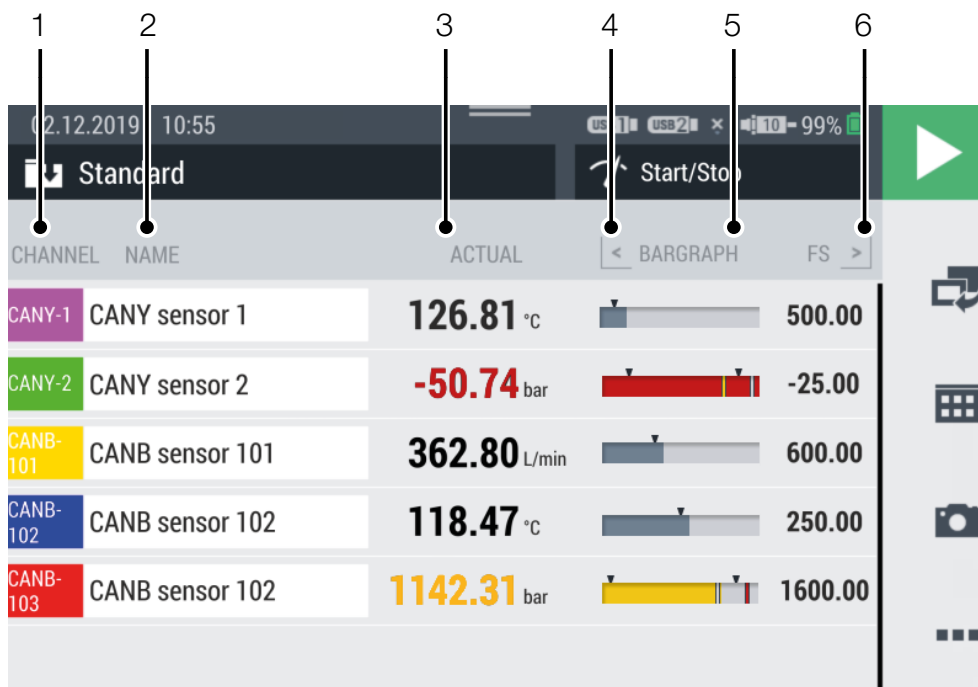 1 2 3 4 5 6
02.12.2019 10:55 USB1 USB2 10 99%
Standard Start/Stop
CHANNEL NAME ACTUAL < BARGRAPH FS >
CANY-1 CANY sensor 1 126.81 °C 500.00
CANY-2 CANY sensor 2 -50.74 bar -25.00
CANB-
101 CANB sensor 101 362.80 L/min 600.00
CANB-
102 CANB sensor 102 118.47 °C 250.00
CANB-
103 CANB sensor 102 1142.31 bar 1600.00